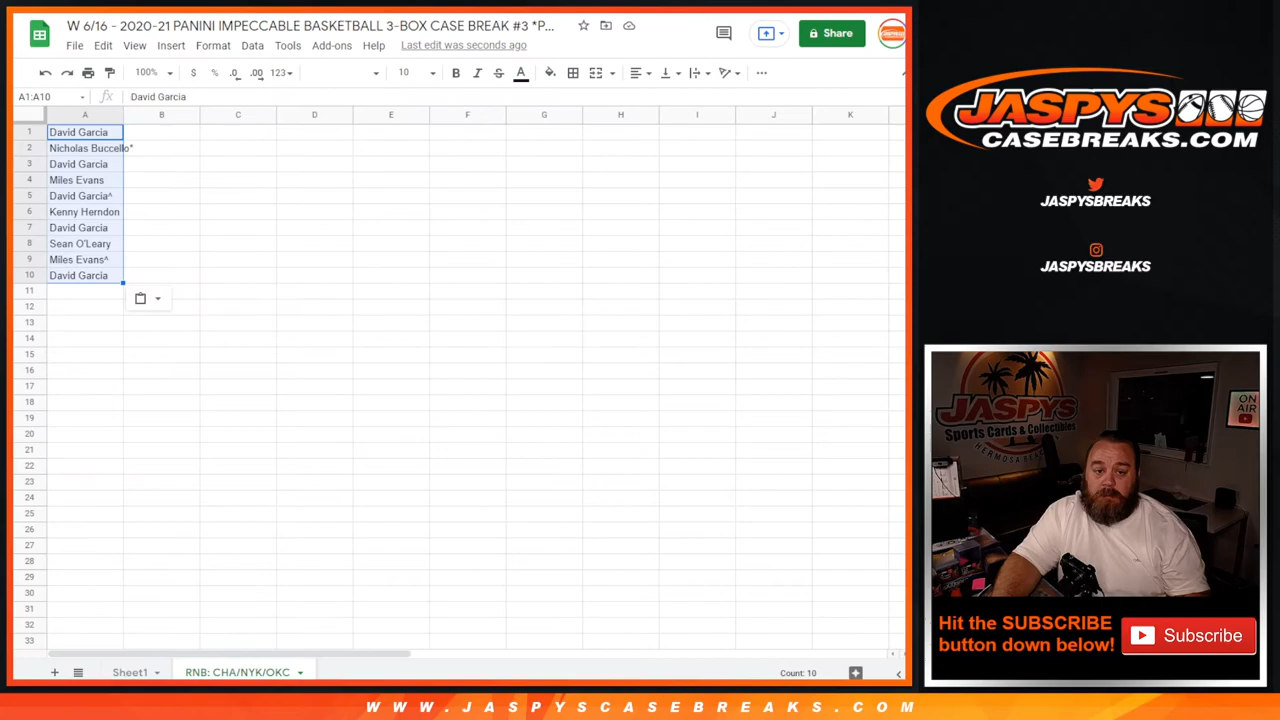 W 6/16 - 2020-21 PANINI IMPECCABLE BASKETBALL 3-BOX CASE BREAK #3 *P...
File Edit View Insert Format Data Tools Add-ons Help Last edit was seconds ago
Share
100% $ % .0 .00 123 10 B I S A
A1:A10 fx David Garcia
A B C D E F G H I J K
1 David Garcia
2 Nicholas Buccello*
3 David Garcia
4 Miles Evans
5 David Garcia^
6 Kenny Herndon
7 David Garcia
8 Sean O'Leary
9 Miles Evans^
10 David Garcia
11
12
13
14
15
16
17
18
19
20
21
22
23
24
25
26
27
28
29
30
31
32
33
Sheet1 RNB: CHA/NYK/OKC Count: 10
JASPYS
CASEBREAKS.COM
JASPYSBREAKS
JASPYSBREAKS
JASPYS
Sports Cards & Collectibles
HERMOSA BEACH
ON
AIR
Hit the SUBSCRIBE
button down below!
Subscribe
WWW.JASPYSCASEBREAKS.COM